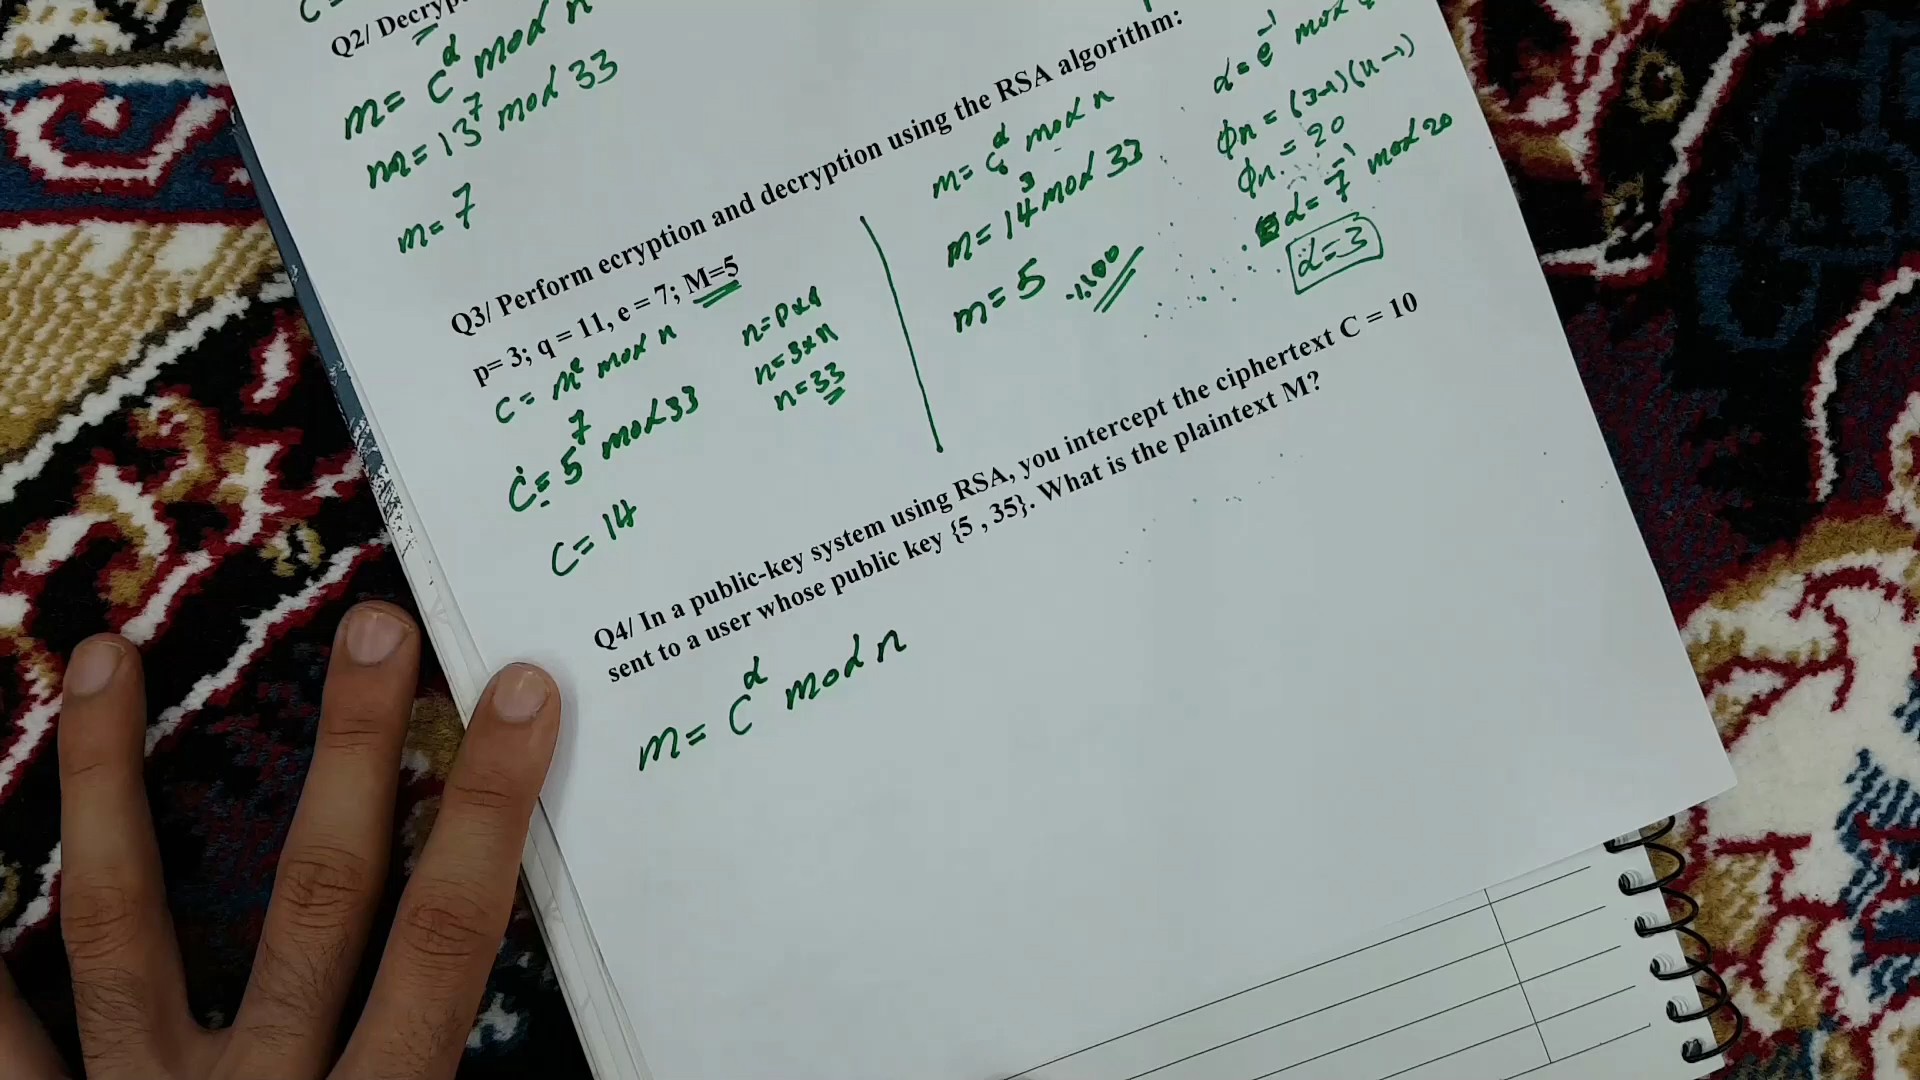 Q2/ Decryp
m= C^d mod n
m= 13^7 mod 33
m= 7
Q3/ Perform ecryption and decryption using the RSA algorithm:
p= 3; q = 11, e = 7; M=5
C= m^e mod n
C= 5^7 mod 33
C= 14
n= p×q
n= 3×11
n= 33
m= C^d mod n
m= 14^3 mod 33
m= 5 %100
d= e^-1 mod
Φn = (3-1)(11-1)
Φn = 20
d= 7^-1 mod 20
d=3
Q4/ In a public-key system using RSA, you intercept the ciphertext C = 10
sent to a user whose public key {5 , 35}. What is the plaintext M?
m= C^d mod n